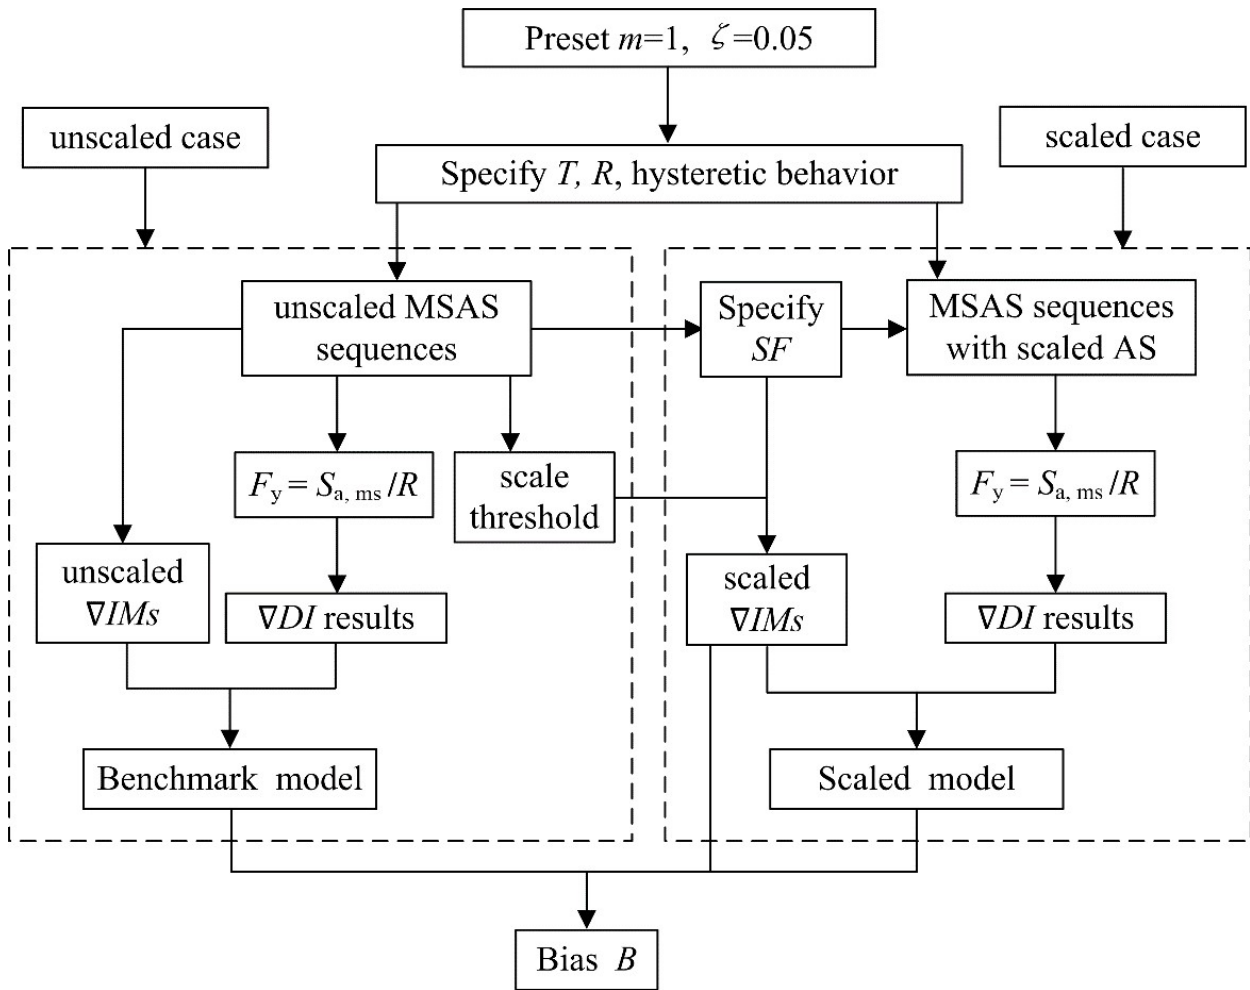 Preset m=1, ζ=0.05
unscaled case
scaled case
Specify T, R, hysteretic behavior
unscaled MSAS
sequences
Specify
SF
MSAS sequences
with scaled AS
Fy = Sa, ms /R
scale
threshold
Fy = Sa, ms /R
unscaled
∇IMs
∇DI results
scaled
∇IMs
∇DI results
Benchmark model
Scaled model
Bias B